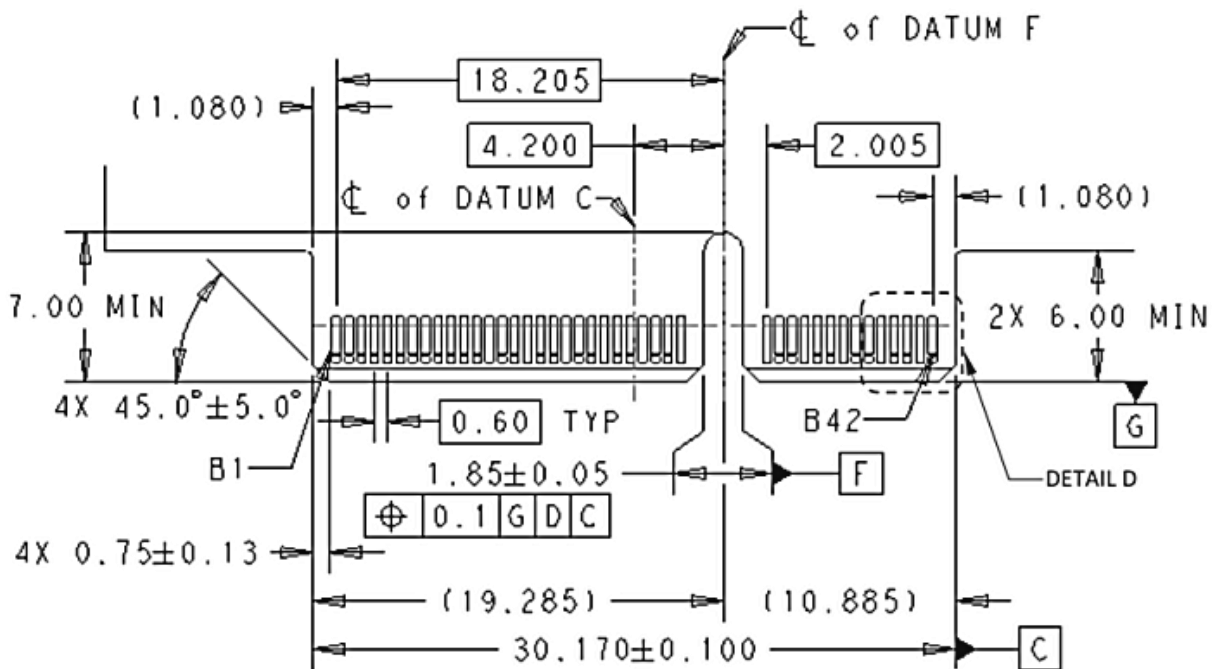 ℄ of DATUM F
18.205
(1.080)
4.200
2.005
℄ of DATUM C
(1.080)
7.00 MIN
2X 6.00 MIN
4X 45.0°±5.0°
0.60 TYP
B42
G
B1
1.85±0.05
F
DETAIL D
⌖ 0.1 G D C
4X 0.75±0.13
(19.285)
(10.885)
30.170±0.100
C